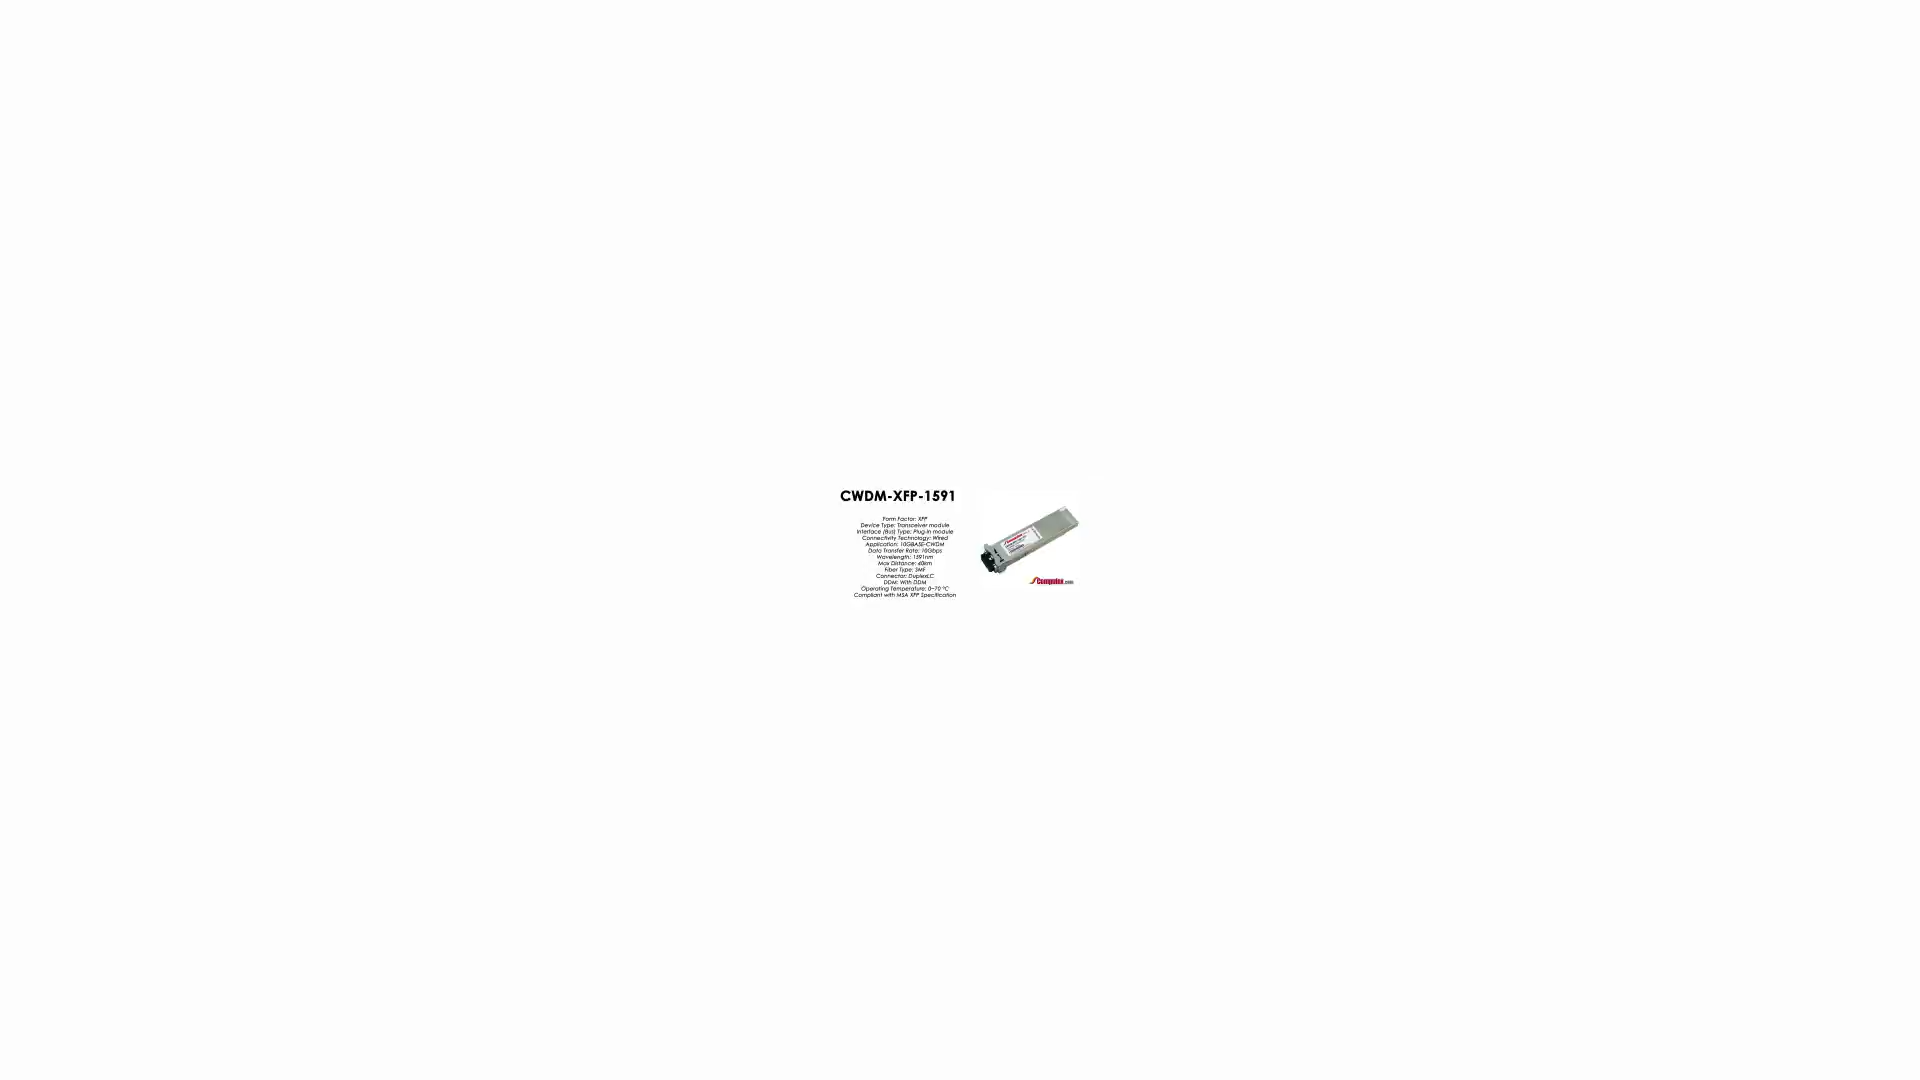 CWDM-XFP-1591
Form Factor: XFP
Device Type: Transceiver module
Interface (Bus) Type: Plug-in module
Connectivity Technology: Wired
Application: 10GBASE-CWDM
Data Transfer Rate: 10Gbps
Wavelength: 1591nm
Max Distance: 40km
Fiber Type: SMF
Connector: DuplexLC
DDM: With DDM
Operating Temperature: 0~70 °C
Compliant with MSA XFP Specification
Computex